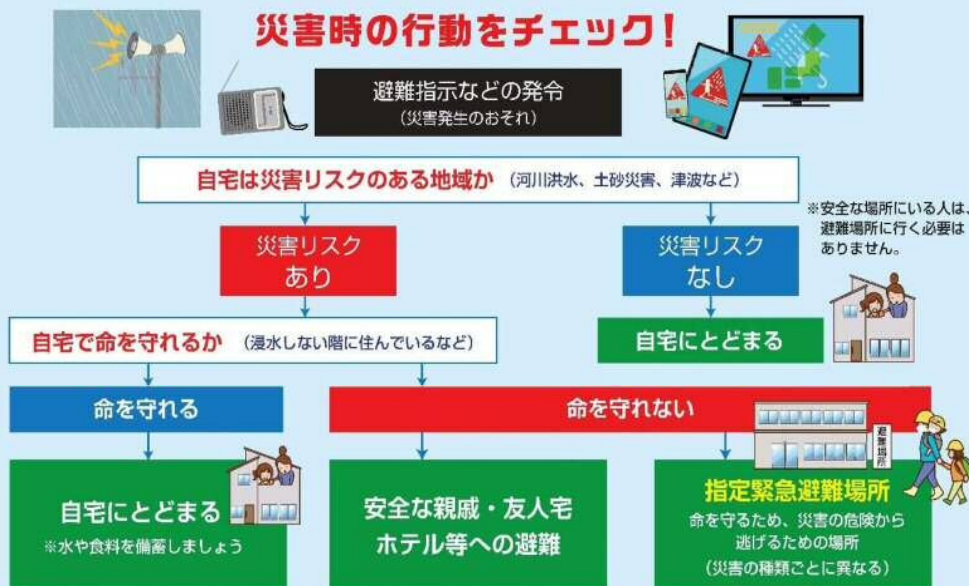 災害時の行動をチェック！
避難指示などの発令
（災害発生のおそれ）
自宅は災害リスクのある地域か （河川洪水、土砂災害、津波など）
※安全な場所にいる人は、
避難場所に行く必要は
ありません。
災害リスク
あり
災害リスク
なし
自宅で命を守れるか （浸水しない階に住んでいるなど）
自宅にとどまる
命を守れる
命を守れない
避難場所
自宅にとどまる
※水や食料を備蓄しましょう
安全な親戚・友人宅
ホテル等への避難
指定緊急避難場所
命を守るため、災害の危険から
逃げるための場所
（災害の種類ごとに異なる）